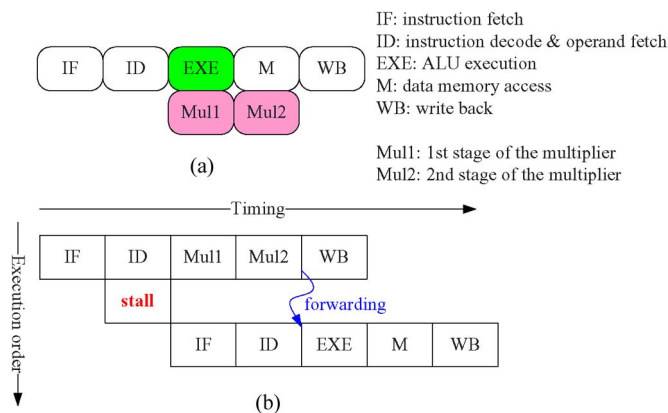 IF ID EXE M WB
Mul1 Mul2
(a)
IF: instruction fetch
ID: instruction decode & operand fetch
EXE: ALU execution
M: data memory access
WB: write back
Mul1: 1st stage of the multiplier
Mul2: 2nd stage of the multiplier
Timing
Execution order
IF ID Mul1 Mul2 WB
stall
forwarding
IF ID EXE M WB
(b)